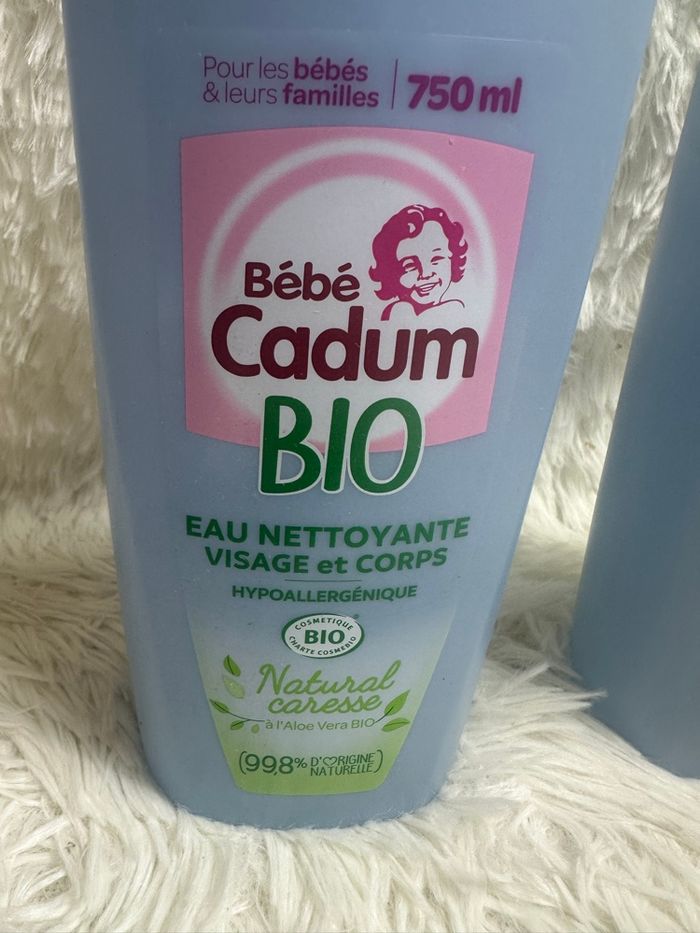 Pour les bébés
& leurs familles
750 ml
Bébé
Cadum
BIO
EAU NETTOYANTE
VISAGE et CORPS
HYPOALLERGÉNIQUE
COSMETIQUE
BIO
CHARTE COSMEBIO
Natural
caresse
à l'Aloe Vera BIO
(99,8% D'ORIGINE
NATURELLE)